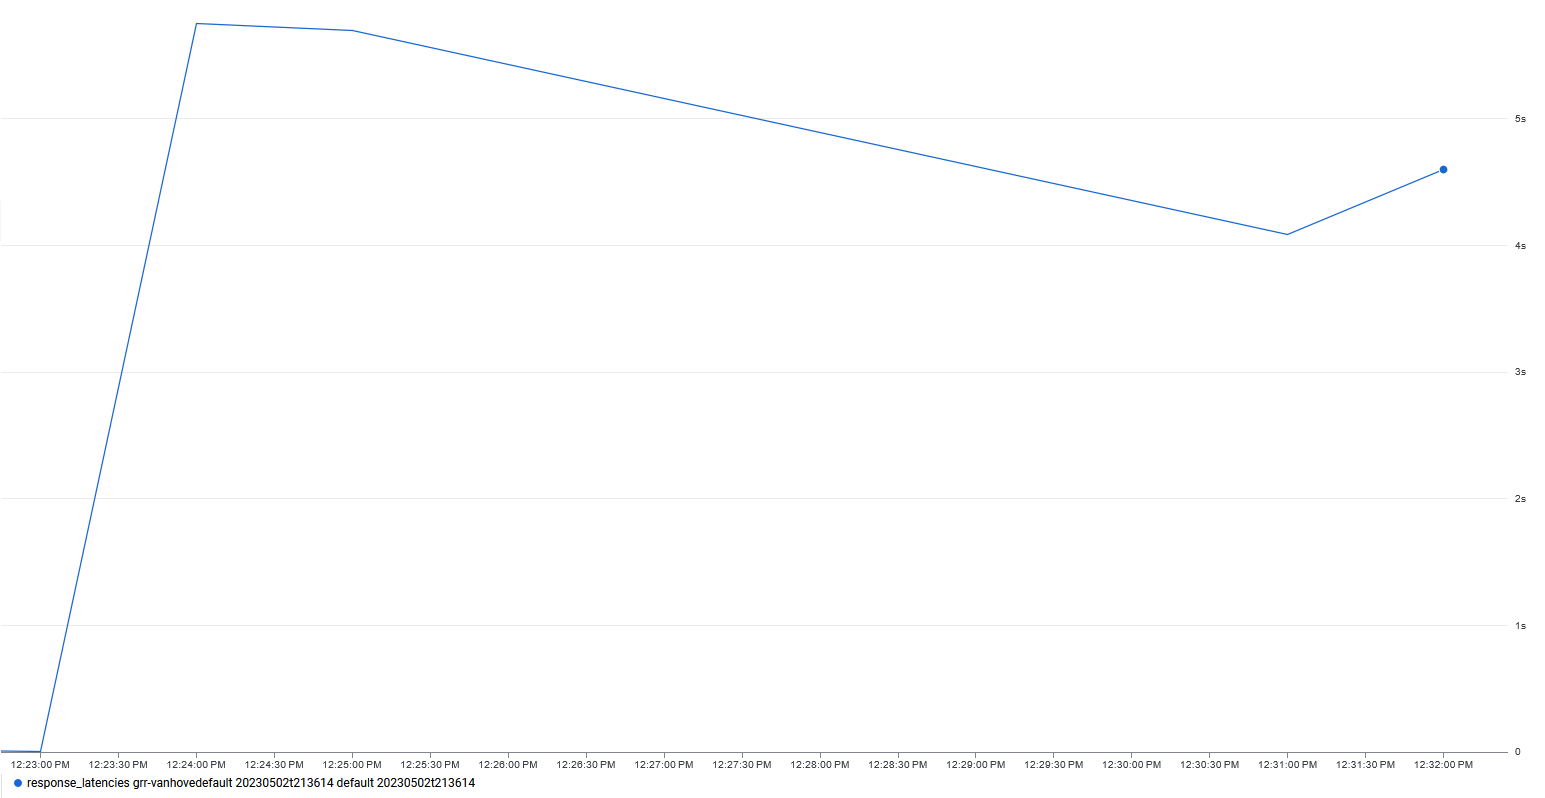 5s
4s
3s
2s
1s
0
12:23:00 PM 12:23:30 PM 12:24:00 PM 12:24:30 PM 12:25:00 PM 12:25:30 PM 12:26:00 PM 12:26:30 PM 12:27:00 PM 12:27:30 PM 12:28:00 PM 12:28:30 PM 12:29:00 PM 12:29:30 PM 12:30:00 PM 12:30:30 PM 12:31:00 PM 12:31:30 PM 12:32:00 PM
response_latencies grr-vanhovedefault 20230502t213614 default 20230502t213614